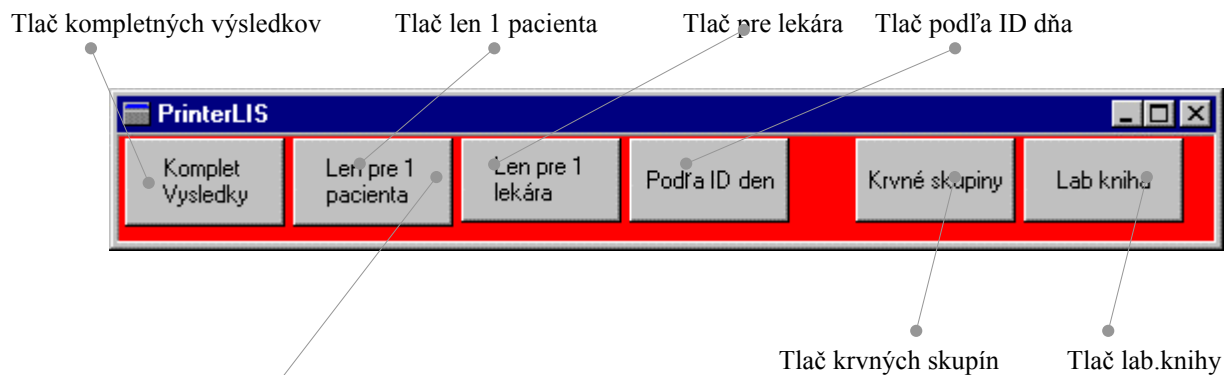 Tlač kompletných výsledkov
Tlač len 1 pacienta
Tlač pre lekára
Tlač podľa ID dňa
PrinterLIS
Komplet
Vysledky
Len pre 1
pacienta
Len pre 1
lekára
Podľa ID den
Krvné skupiny
Lab kniha
Tlač krvných skupín
Tlač lab.knihy